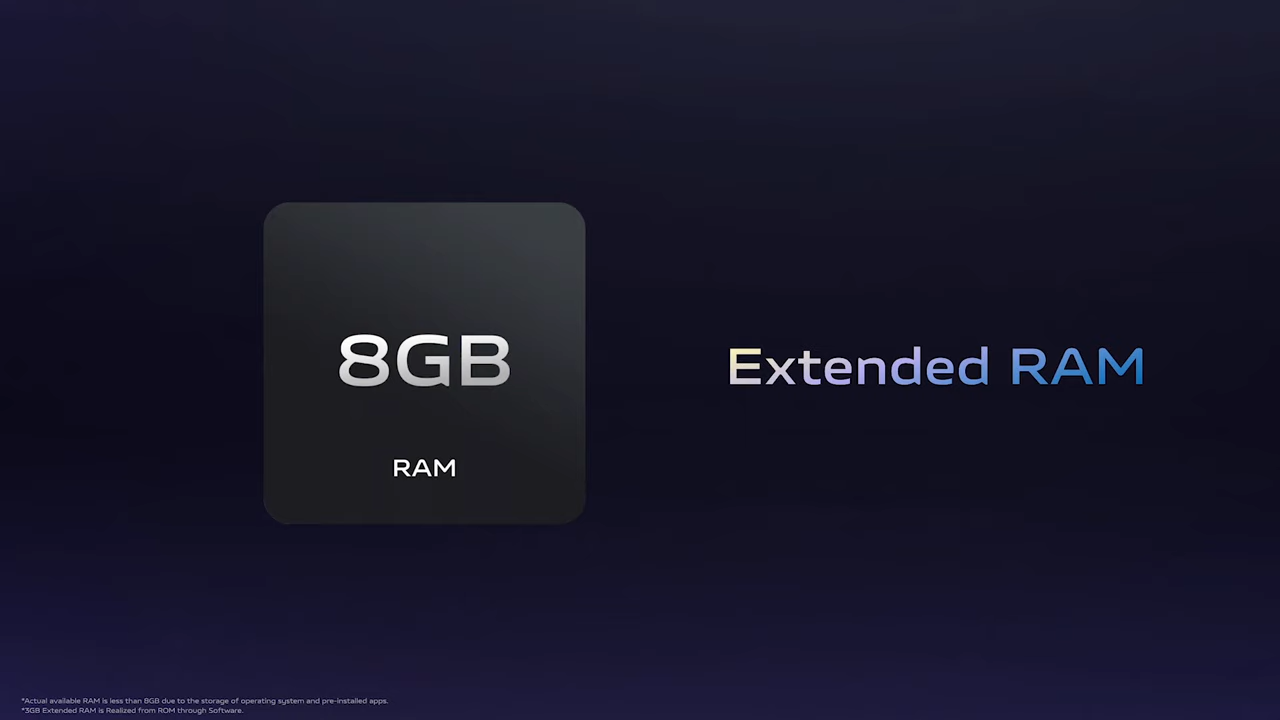 8GB
RAM
Extended RAM
*Actual available RAM is less than 8GB due to the storage of operating system and pre-installed apps.
*3GB Extended RAM is Realized from ROM through Software.